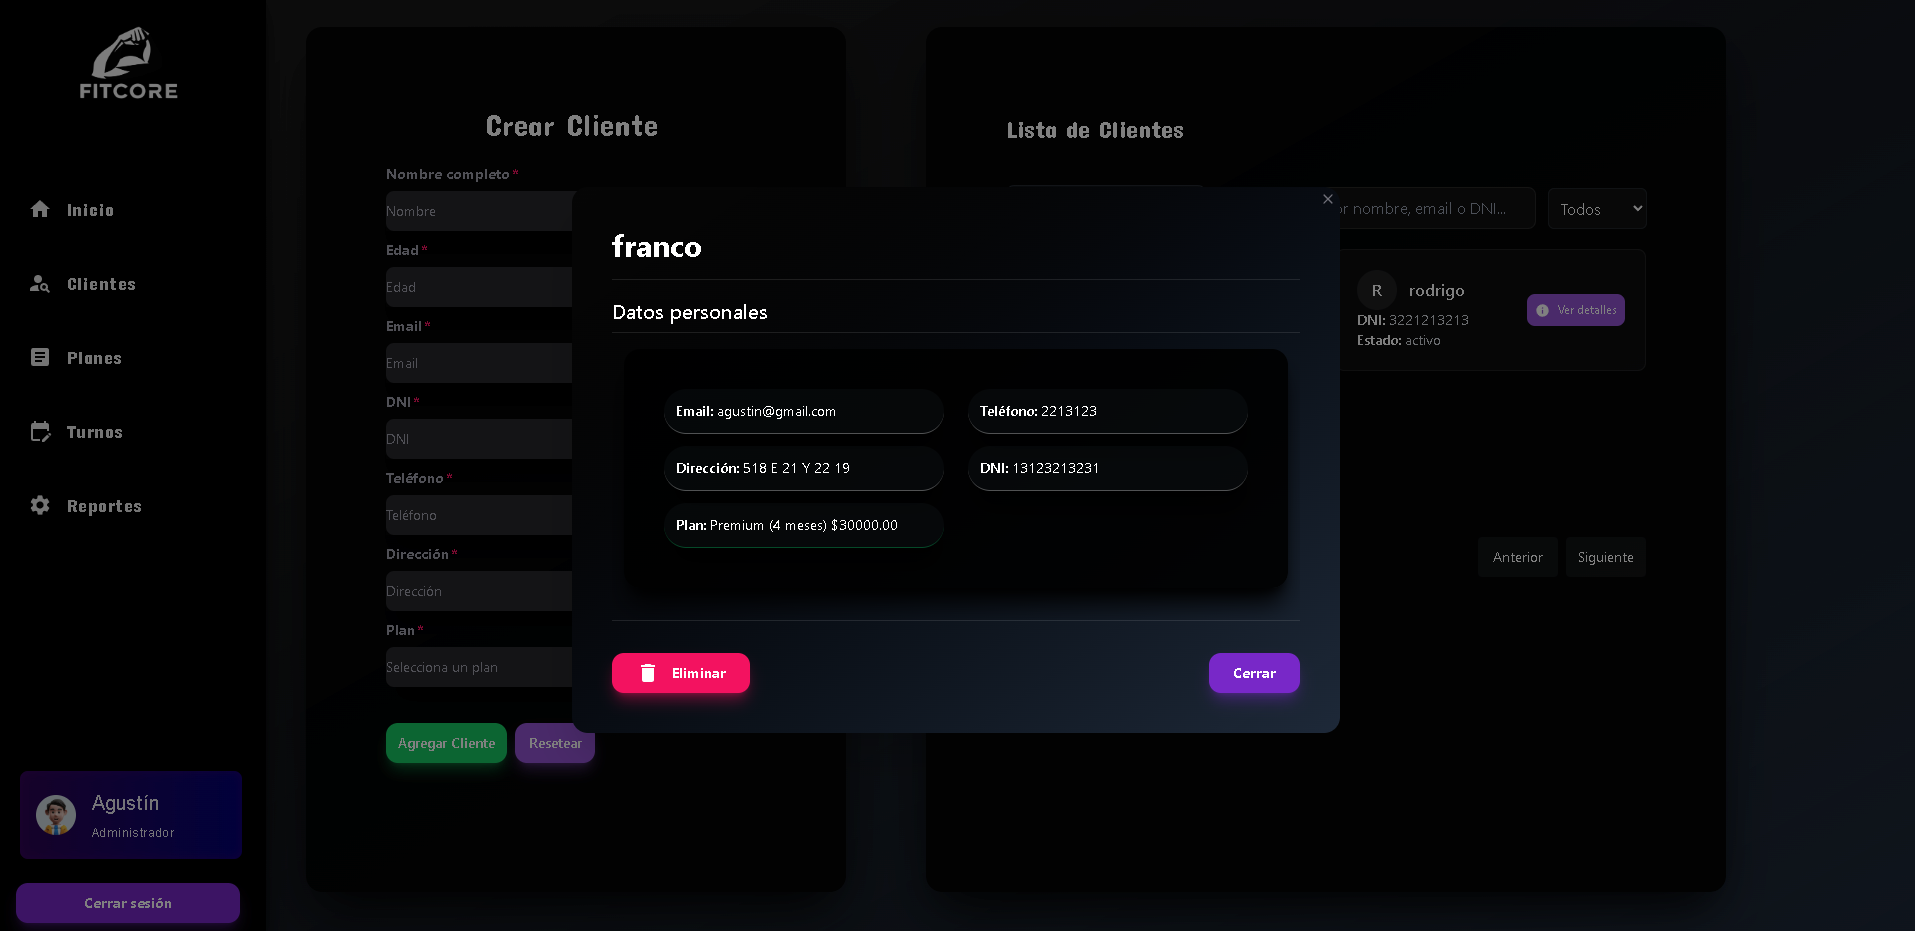 FITCORE
Inicio
Clientes
Planes
Turnos
Reportes
Agustín
Administrador
Cerrar sesión
Crear Cliente
Nombre completo *
Nombre
Edad *
Edad
Email *
Email
DNI *
DNI
Teléfono *
Teléfono
Dirección *
Dirección
Plan *
Selecciona un plan
Agregar Cliente
Resetear
franco
Datos personales
Email: agustin@gmail.com
Teléfono: 2213123
Dirección: 518 E 21 Y 22 19
DNI: 13123213231
Plan: Premium (4 meses) $30000.00
Eliminar
Cerrar
Lista de Clientes
nombre, email o DNI...
Todos
R
rodrigo
DNI: 3221213213
Estado: activo
Ver detalles
Anterior
Siguiente